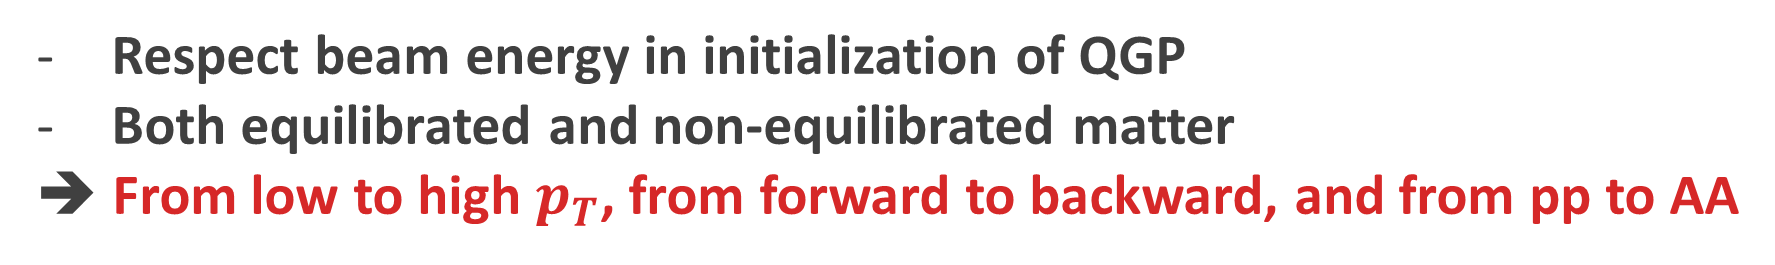 - Respect beam energy in initialization of QGP
- Both equilibrated and non-equilibrated matter
➔ From low to high p_T, from forward to backward, and from pp to AA